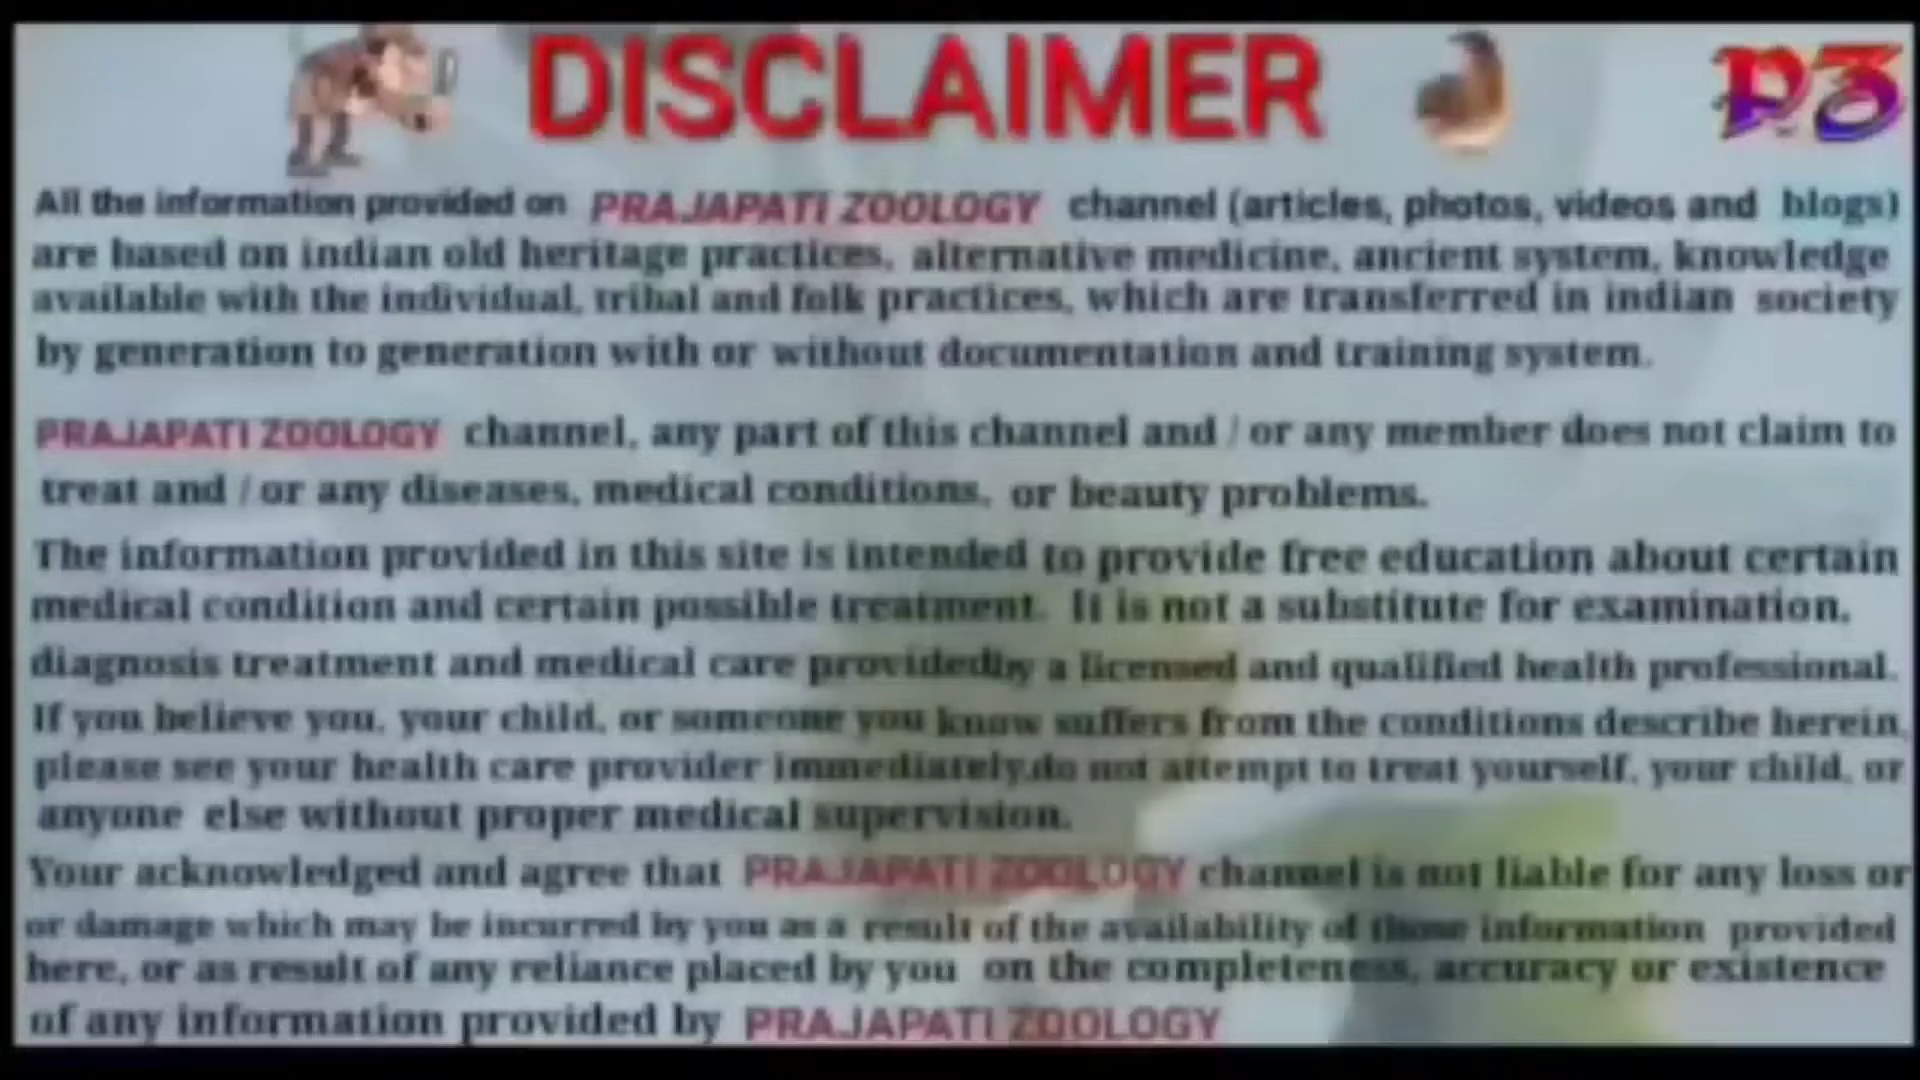 DISCLAIMER
P3
All the information provided on PRAJAPATI ZOOLOGY channel (articles, photos, videos and blogs)
are based on indian old heritage practices, alternative medicine, ancient system, knowledge
available with the individual, tribal and folk practices, which are transferred in indian society
by generation to generation with or without documentation and training system.
PRAJAPATI ZOOLOGY channel, any part of this channel and / or any member does not claim to
treat and / or any diseases, medical conditions, or beauty problems.
The information provided in this site is intended to provide free education about certain
medical condition and certain possible treatment. It is not a substitute for examination,
diagnosis treatment and medical care providedby a licensed and qualified health professional.
If you believe you, your child, or someone you know suffers from the conditions describe herein,
please see your health care provider immediately,do not attempt to treat yourself, your child, or
anyone else without proper medical supervision.
Your acknowledged and agree that PRAJAPATI ZOOLOGY channel is not liable for any loss or
or damage which may be incurred by you as a result of the availability of those information provided
here, or as result of any reliance placed by you on the completeness, accuracy or existence
of any information provided by PRAJAPATI ZOOLOGY